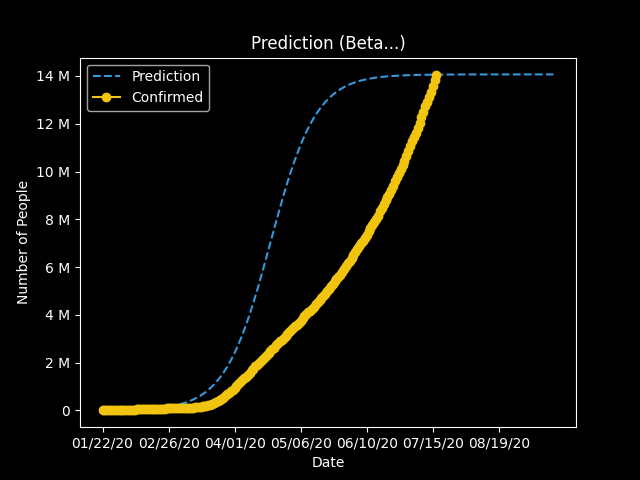 Prediction (Beta...)
Prediction
Confirmed
14 M
12 M
10 M
8 M
6 M
4 M
2 M
0
Number of People
01/22/20 02/26/20 04/01/20 05/06/20 06/10/20 07/15/20 08/19/20
Date